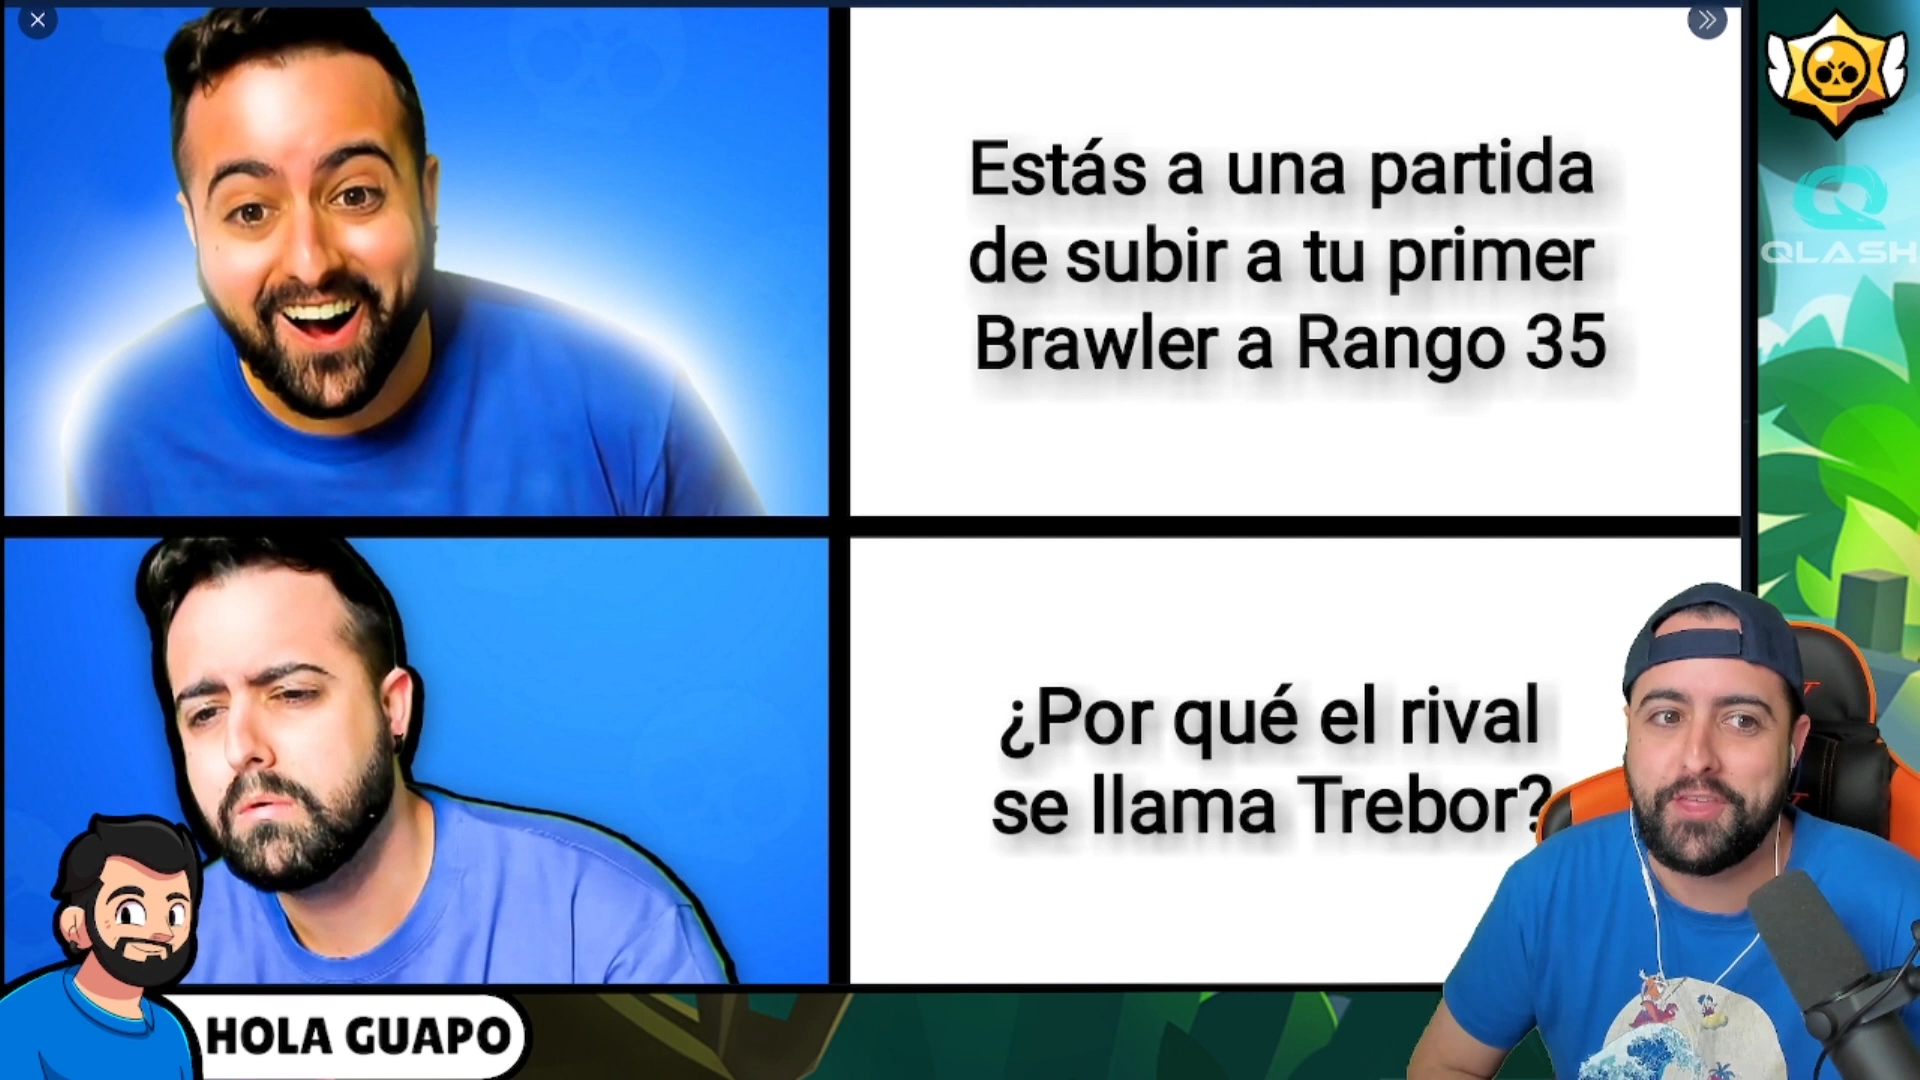 Estás a una partida
de subir a tu primer
Brawler a Rango 35
QLASH
¿Por qué el rival
se llama Trebor?
HOLA GUAPO